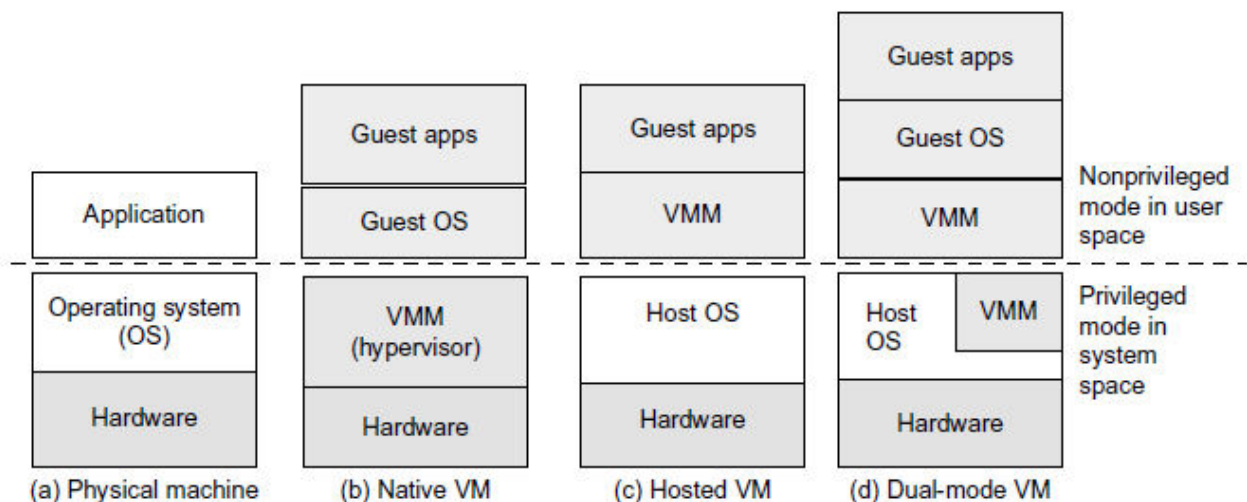 Application
Operating system
(OS)
Hardware
(a) Physical machine
Guest apps
Guest OS
VMM
(hypervisor)
Hardware
(b) Native VM
Guest apps
VMM
Host OS
Hardware
(c) Hosted VM
Guest apps
Guest OS
VMM
Host
OS
VMM
Hardware
(d) Dual-mode VM
Nonprivileged
mode in user
space
Privileged
mode in
system
space